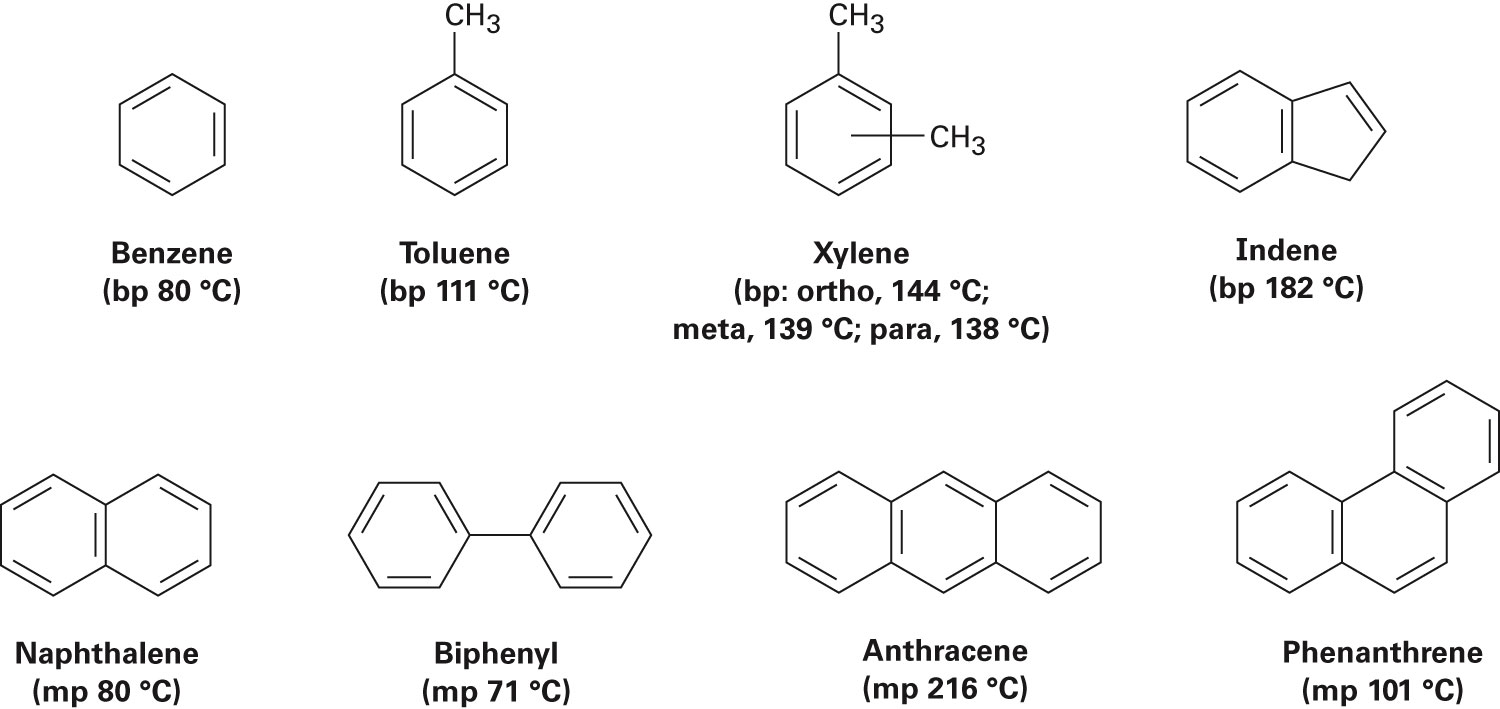 CH3
CH3
CH3
Benzene
(bp 80 °C)
Toluene
(bp 111 °C)
Xylene
(bp: ortho, 144 °C;
meta, 139 °C; para, 138 °C)
Indene
(bp 182 °C)
Naphthalene
(mp 80 °C)
Biphenyl
(mp 71 °C)
Anthracene
(mp 216 °C)
Phenanthrene
(mp 101 °C)